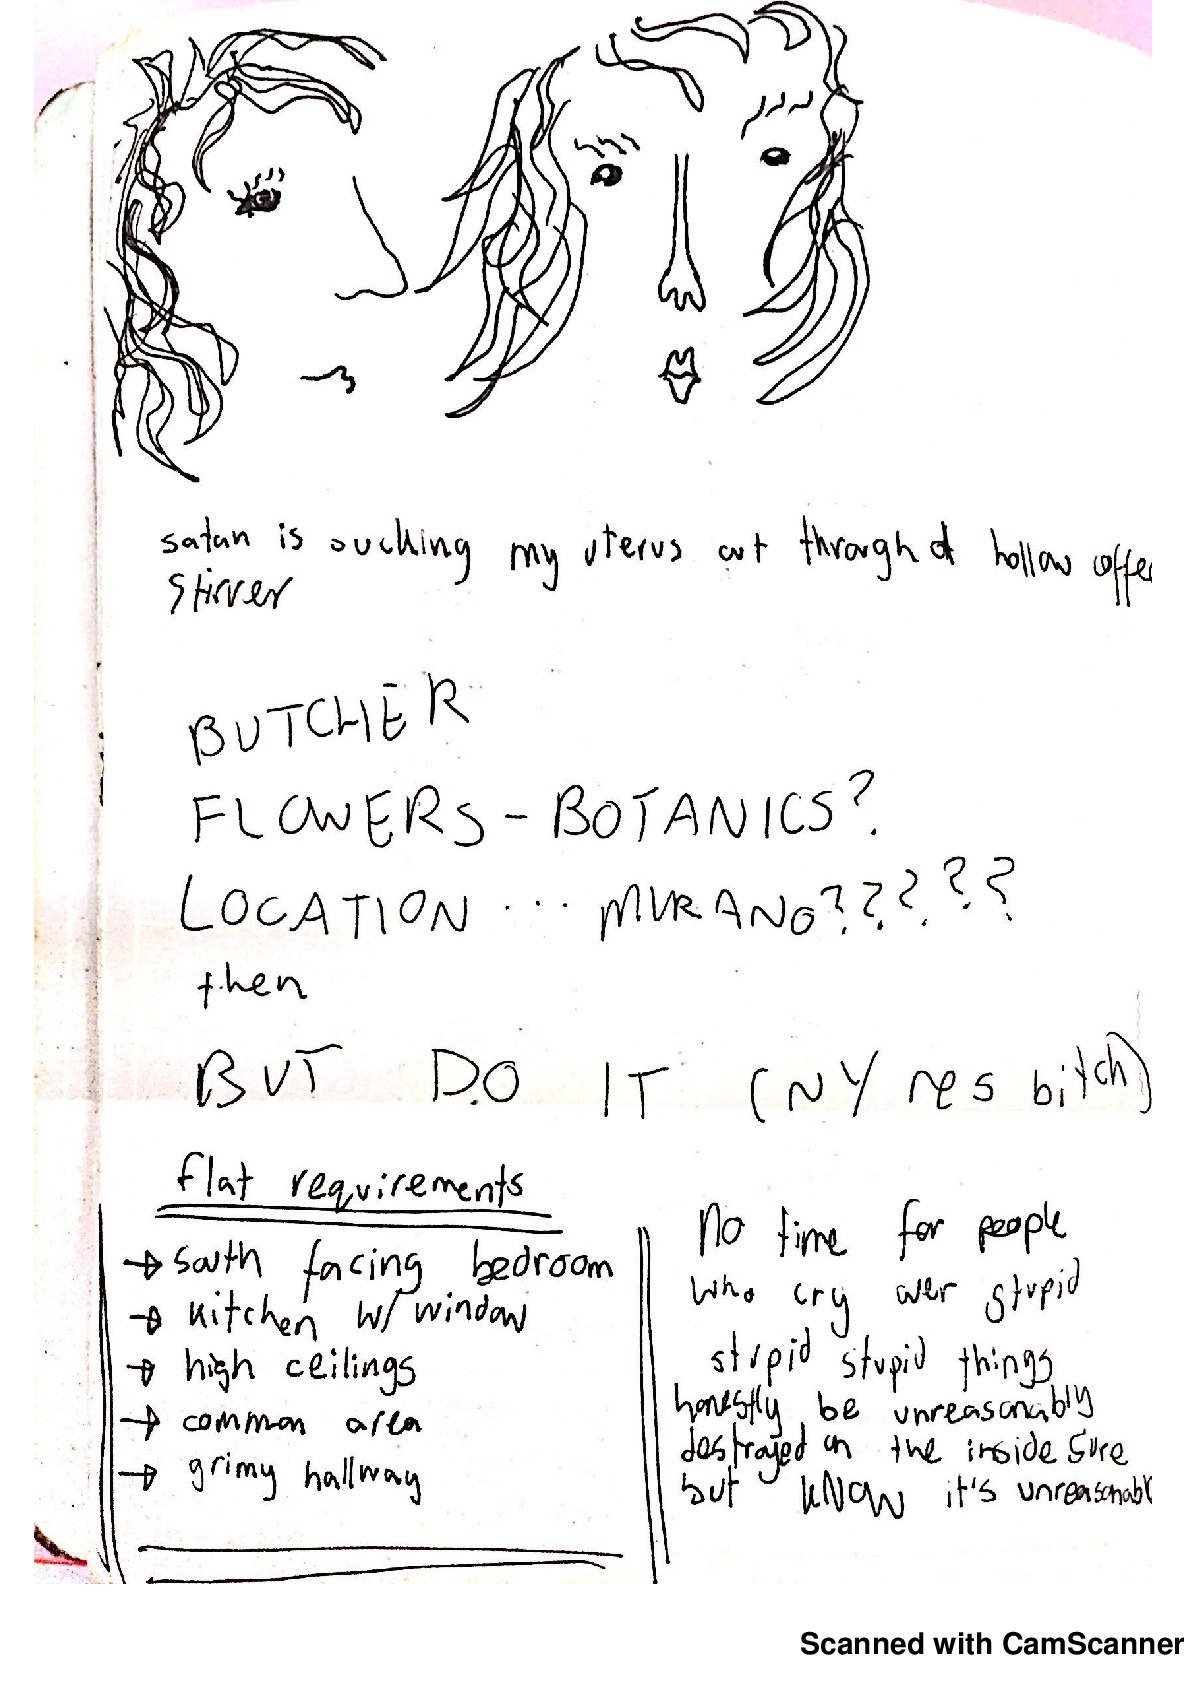 satan is sucking my uterus out through a hollow coffee
stirrer
BUTCHER
FLOWERS - BOTANICS?
LOCATION ... MURANO?????
then
BUT DO IT (NY res bitch)
flat requirements
→ south facing bedroom
→ kitchen w/ window
→ high ceilings
→ common area
→ grimy hallway
No time for people
who cry over stupid
stupid stupid things
honestly be unreasonably
destroyed on the inside sure
but KNOW it's unreasonabl
Scanned with CamScanner